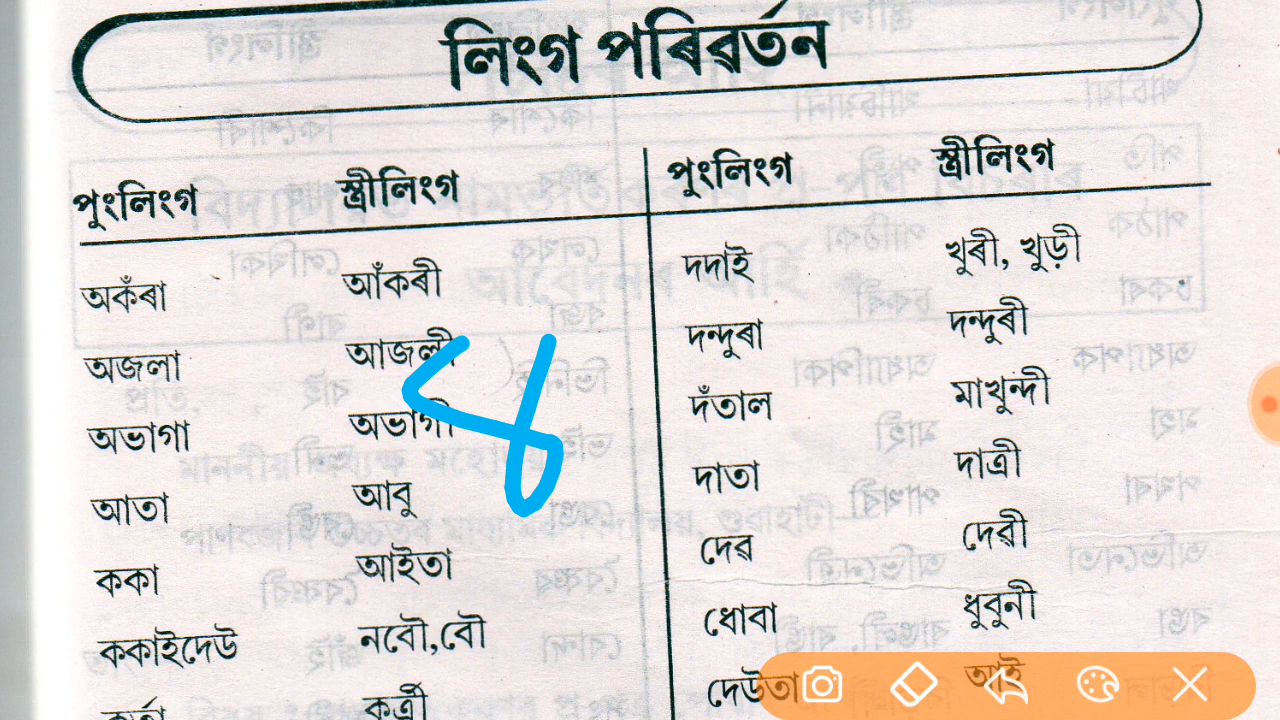 লিংগ পৰিৱৰ্তন
পুংলিংগ স্ত্ৰীলিংগ পুংলিংগ স্ত্ৰীলিংগ
অকঁৰা আঁকৰী দদাই খুৰী, খুড়ী
অজলা আজলী দন্দুৰা দন্দুৰী
অভাগা অভাগী দঁতাল মাখুন্দী
আতা আবু দাতা দাত্ৰী
ককা আইতা দেৱ দেৱী
ককাইদেউ নবৌ,বৌ ধোবা ধুবুনী
কৰ্তা কৰ্ত্ৰী দেউতা আই